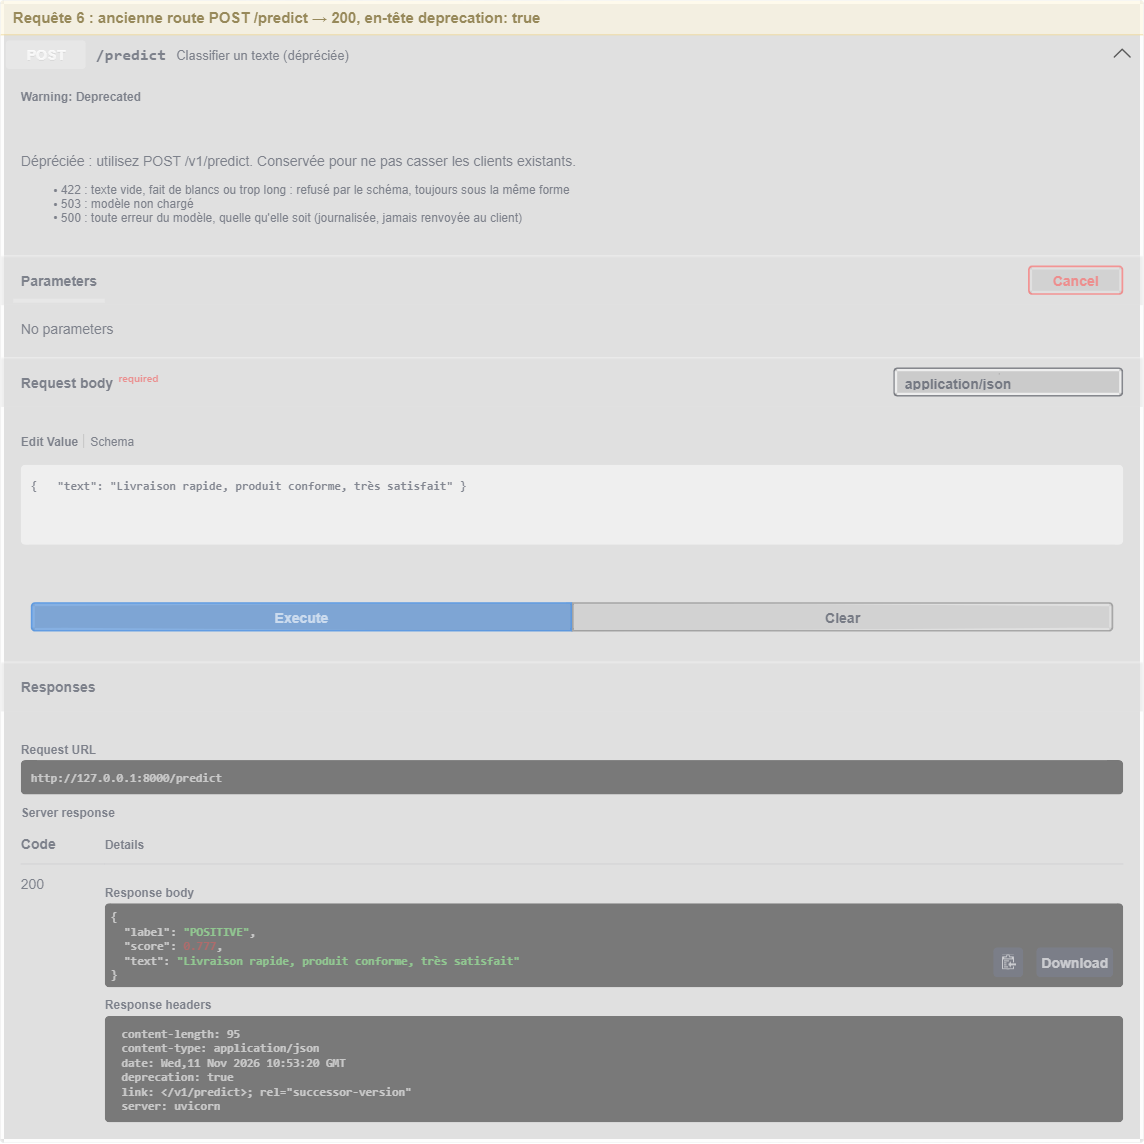 Requête 6 : ancienne route POST /predict → 200, en-tête deprecation: true
POST /predict Classifier un texte (dépréciée)
Warning: Deprecated
Dépréciée : utilisez POST /v1/predict. Conservée pour ne pas casser les clients existants.
• 422 : texte vide, fait de blancs ou trop long : refusé par le schéma, toujours sous la même forme
• 503 : modèle non chargé
• 500 : toute erreur du modèle, quelle qu'elle soit (journalisée, jamais renvoyée au client)
Parameters
Cancel
No parameters
Request body required
application/json
Edit Value | Schema
{ "text": "Livraison rapide, produit conforme, très satisfait" }
Execute
Clear
Responses
Request URL
http://127.0.0.1:8000/predict
Server response
Code Details
200
Response body
{
"label": "POSITIVE",
"score": 0.777,
"text": "Livraison rapide, produit conforme, très satisfait"
}
Download
Response headers
content-length: 95
content-type: application/json
date: Wed,11 Nov 2026 10:53:20 GMT
deprecation: true
link: </v1/predict>; rel="successor-version"
server: uvicorn